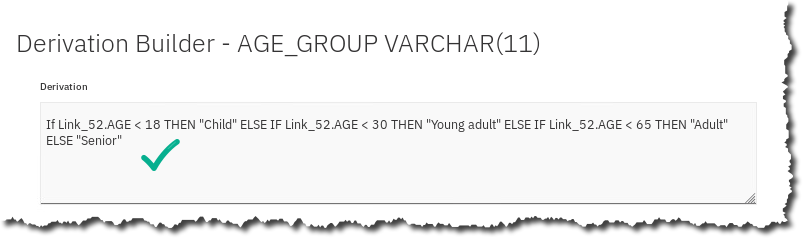 Derivation Builder - AGE_GROUP VARCHAR(11)
Derivation
If Link_52.AGE < 18 THEN "Child" ELSE IF Link_52.AGE < 30 THEN "Young adult" ELSE IF Link_52.AGE < 65 THEN "Adult"
ELSE "Senior"